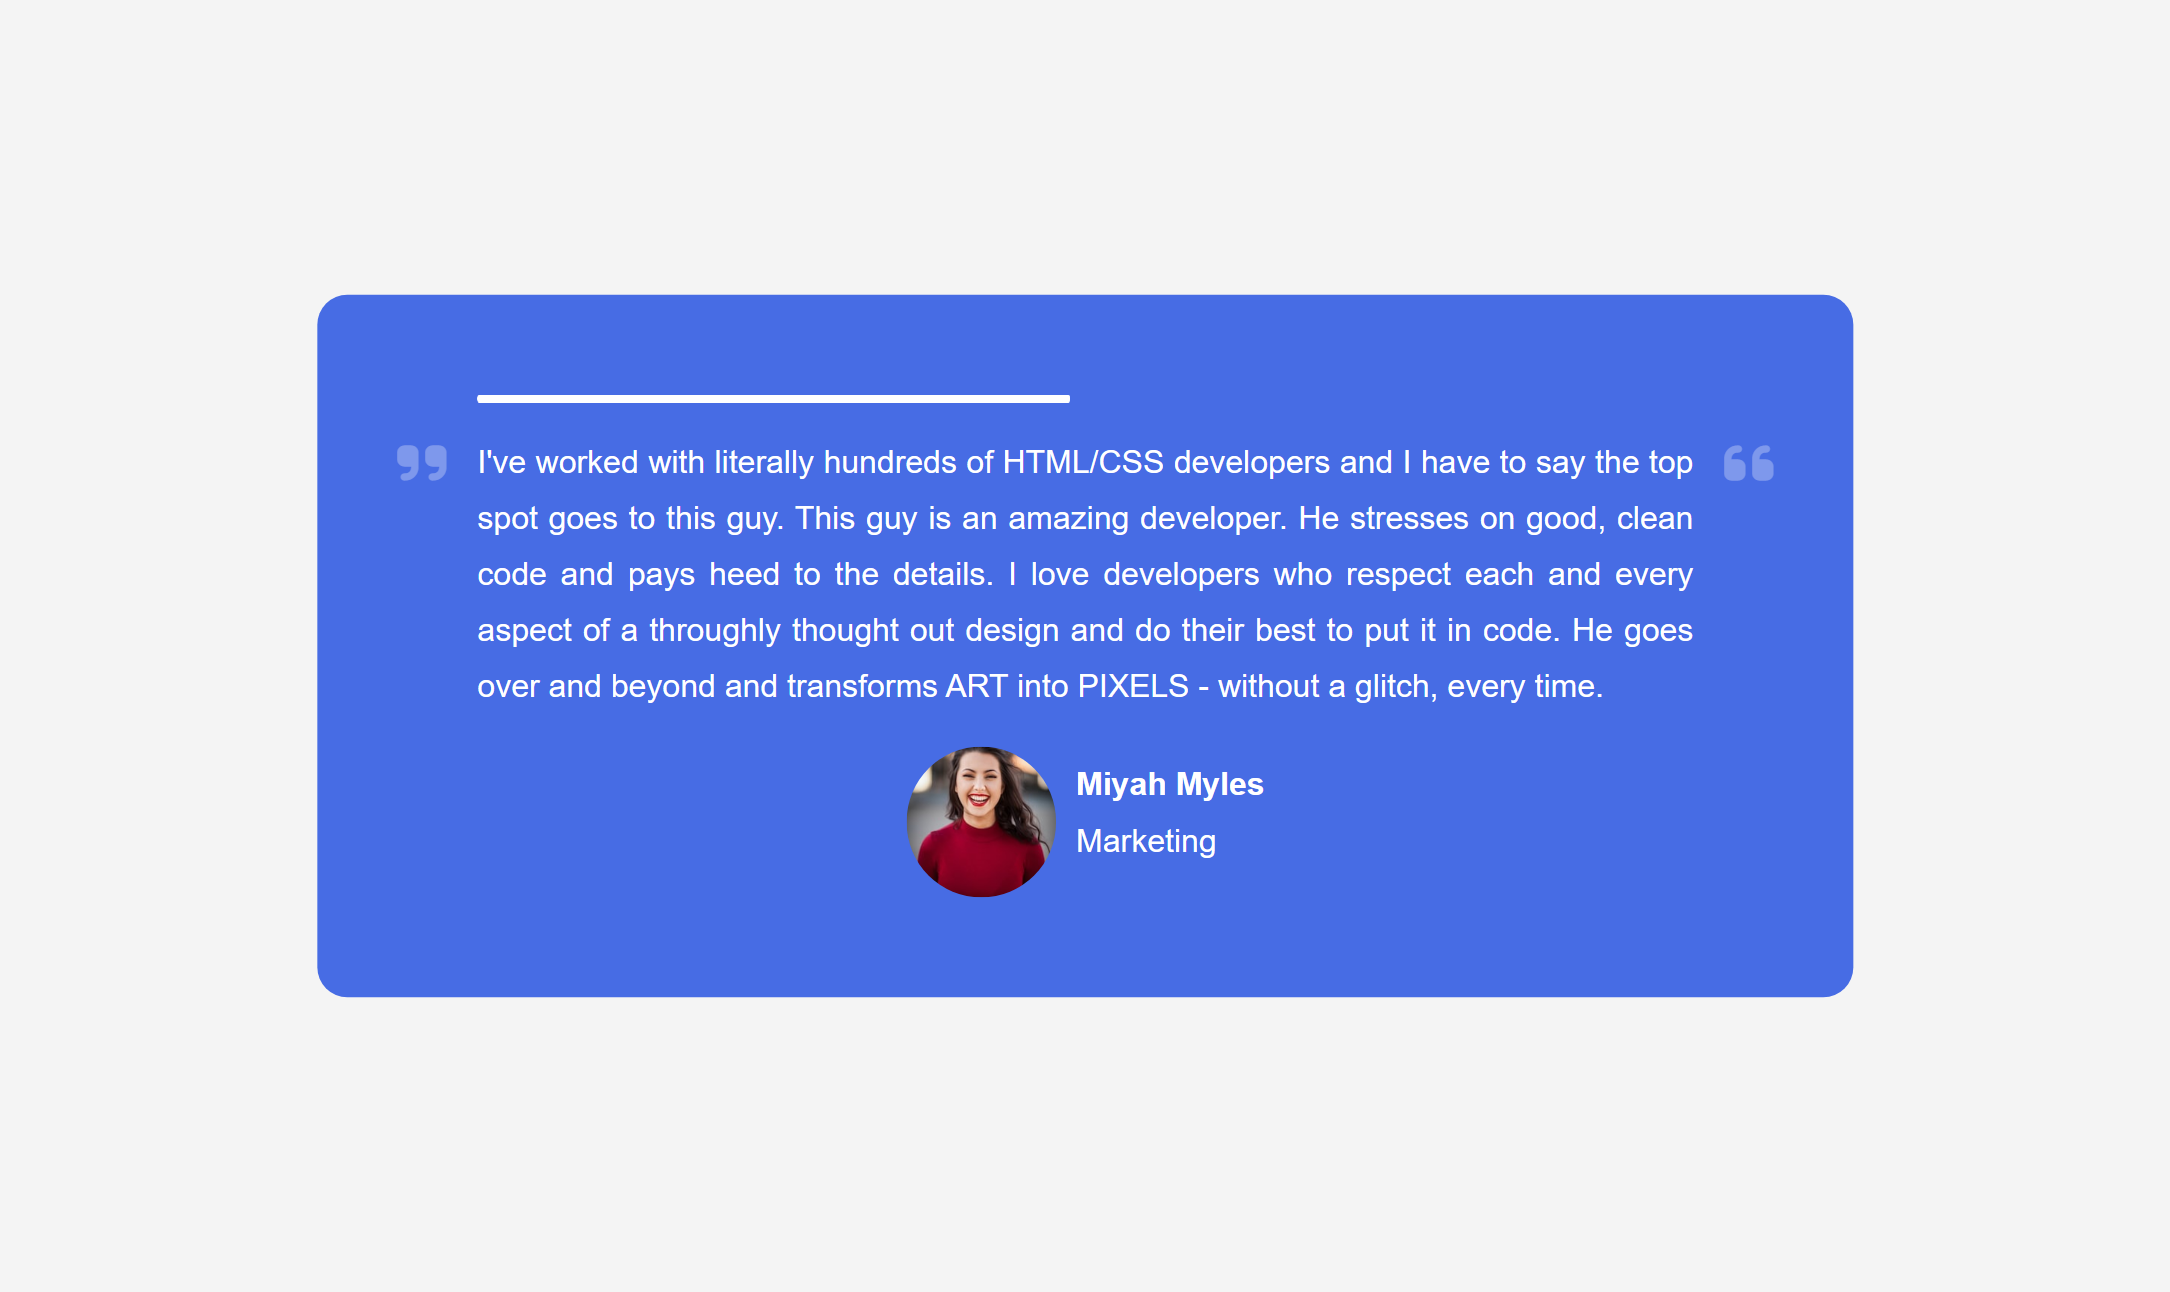 I've worked with literally hundreds of HTML/CSS developers and I have to say the top
spot goes to this guy. This guy is an amazing developer. He stresses on good, clean
code and pays heed to the details. I love developers who respect each and every
aspect of a throughly thought out design and do their best to put it in code. He goes
over and beyond and transforms ART into PIXELS - without a glitch, every time.
Miyah Myles
Marketing